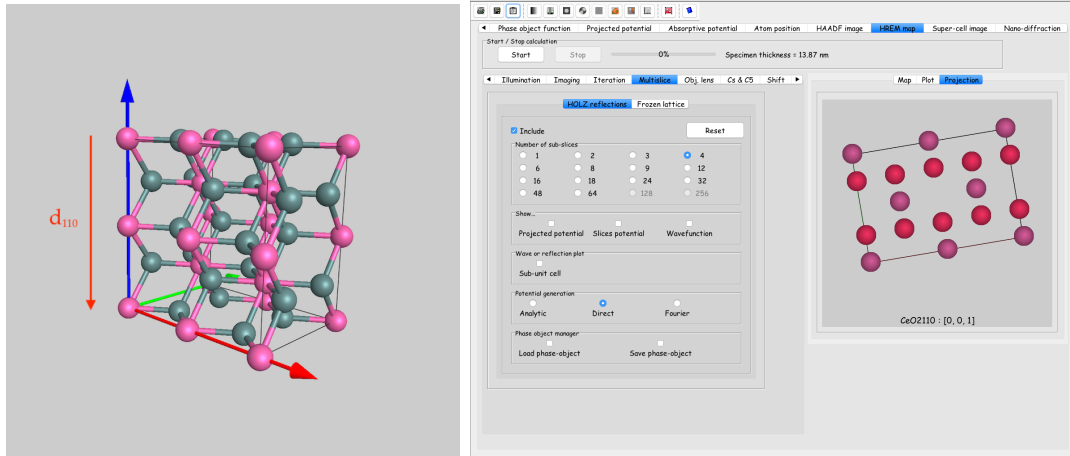 d110
Phase object function Projected potential Absorptive potential Atom position HAADF image HREM map Super-cell image Nano-diffraction
Start / Stop calculation
Start Stop 0% Specimen thickness = 13.87 nm
Illumination Imaging Iteration Multislice Obj. lens Cs & C5 Shift
Map Plot Projection
HOLZ reflections Frozen lattice
Include Reset
Number of sub-slices
1 2 3 4
6 8 9 12
16 18 24 32
48 64 128 256
Show...
Projected potential Slices potential Wavefunction
Wave or reflection plot
Sub-unit cell
Potential generation
Analytic Direct Fourier
Phase object manager
Load phase-object Save phase-object
CeO2110 : [0, 0, 1]